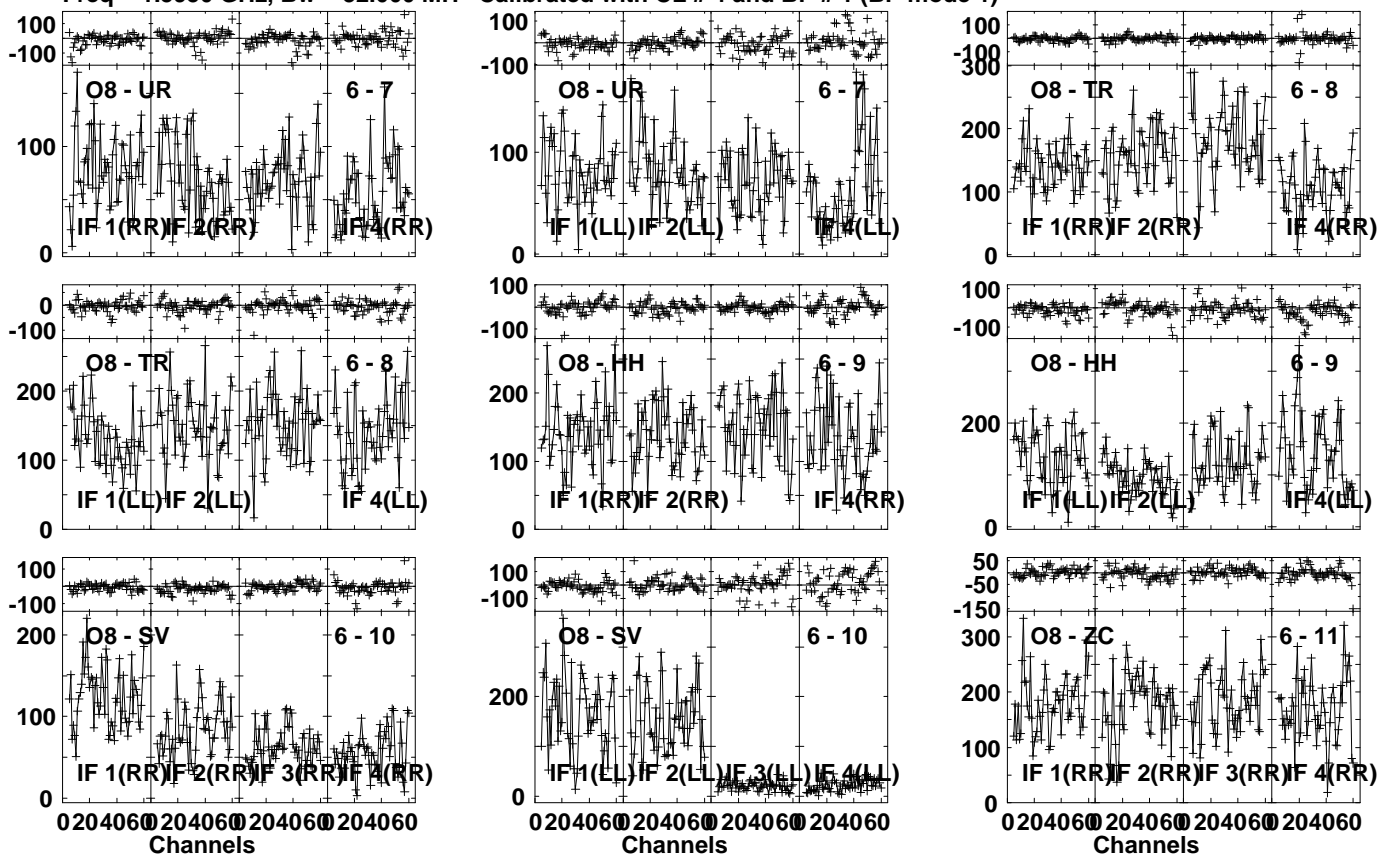 Calibrated with CL # and BP # 1 (BP mode 1)
100
-100
O8 - UR 6 - 7
100
0
IF 1(RR) IF 2(RR) IF 4(RR)
100
-100
O8 - UR 6 - 7
100
0
IF 1(LL) IF 2(LL) IF 4(LL)
100
-100
300
O8 - TR 6 - 8
200
100
0
IF 1(RR) IF 2(RR) IF 4(RR)
0
-100
O8 - TR 6 - 8
200
100
0
IF 1(LL) IF 2(LL) IF 4(LL)
100
-100
O8 - HH 6 - 9
200
100
0
IF 1(RR) IF 2(RR) IF 4(RR)
100
-100
O8 - HH 6 - 9
200
0
IF 1(LL) IF 2(LL) IF 4(LL)
100
-100
O8 - SV 6 - 10
200
100
0
IF 1(RR) IF 2(RR) IF 3(RR) IF 4(RR)
0 20 40 60 0 20 40 60 0 20 40 60 0 20 40 60
Channels
100
-100
O8 - SV 6 - 10
200
0
IF 1(LL) IF 2(LL) IF 3(LL) IF 4(LL)
0 20 40 60 0 20 40 60 0 20 40 60 0 20 40 60
Channels
50
-50
-150
O8 - ZC 6 - 11
300
200
100
0
IF 1(RR) IF 2(RR) IF 3(RR) IF 4(RR)
0 20 40 60 0 20 40 60 0 20 40 60 0 20 40 60
Channels